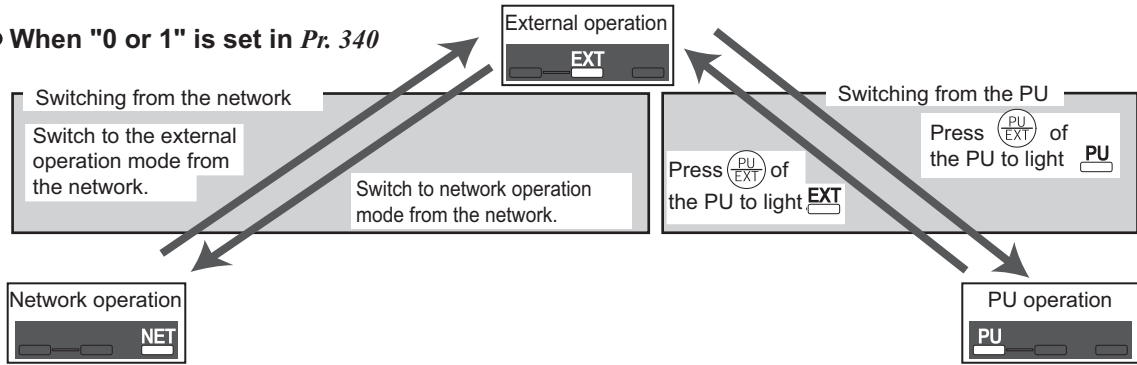 When "0 or 1" is set in Pr. 340
External operation
EXT
Switching from the network
Switch to the external
operation mode from
the network.
Switch to network operation
mode from the network.
Switching from the PU
Press PU/EXT of
the PU to light EXT
Press PU/EXT of
the PU to light PU
Network operation
NET
PU operation
PU